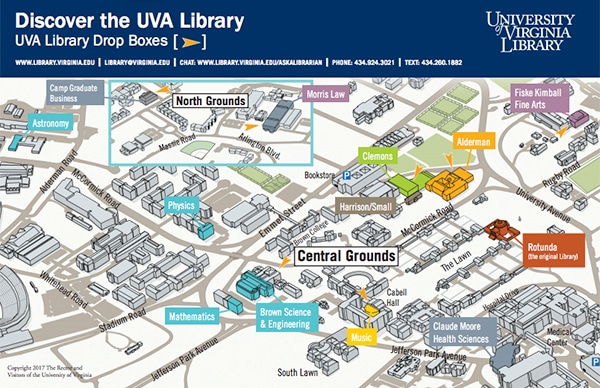 Discover the UVA Library
UVA Library Drop Boxes [ ]
UNIVERSITY
of VIRGINIA
LIBRARY
WWW.LIBRARY.VIRGINIA.EDU | LIBRARY@VIRGINIA.EDU | CHAT: WWW.LIBRARY.VIRGINIA.EDU/ASKALIBRARIAN | PHONE: 434.924.3021 | TEXT: 434.260.1882
Camp Graduate
Business
North Grounds
Morris Law
Fiske Kimball
Fine Arts
Astronomy
Massie Road
Arlington Blvd.
Clemons
Alderman
Bookstore
P
Rugby Road
Alderman Road
McCormick Road
Physics
Emmet Street
Harrison/Small
University Avenue
McCormick Road
Brown College
Rotunda
(the original Library)
Central Grounds
The Lawn
Whitehead Road
Stadium Road
Mathematics
Brown Science
& Engineering
Cabell
Hall
Hospital Drive
Music
Claude Moore
Health Sciences
Medical
Center
Jefferson Park Avenue
Jefferson Park Avenue
South Lawn
P
P
Copyright 2017 The Rector and
Visitors of the University of Virginia